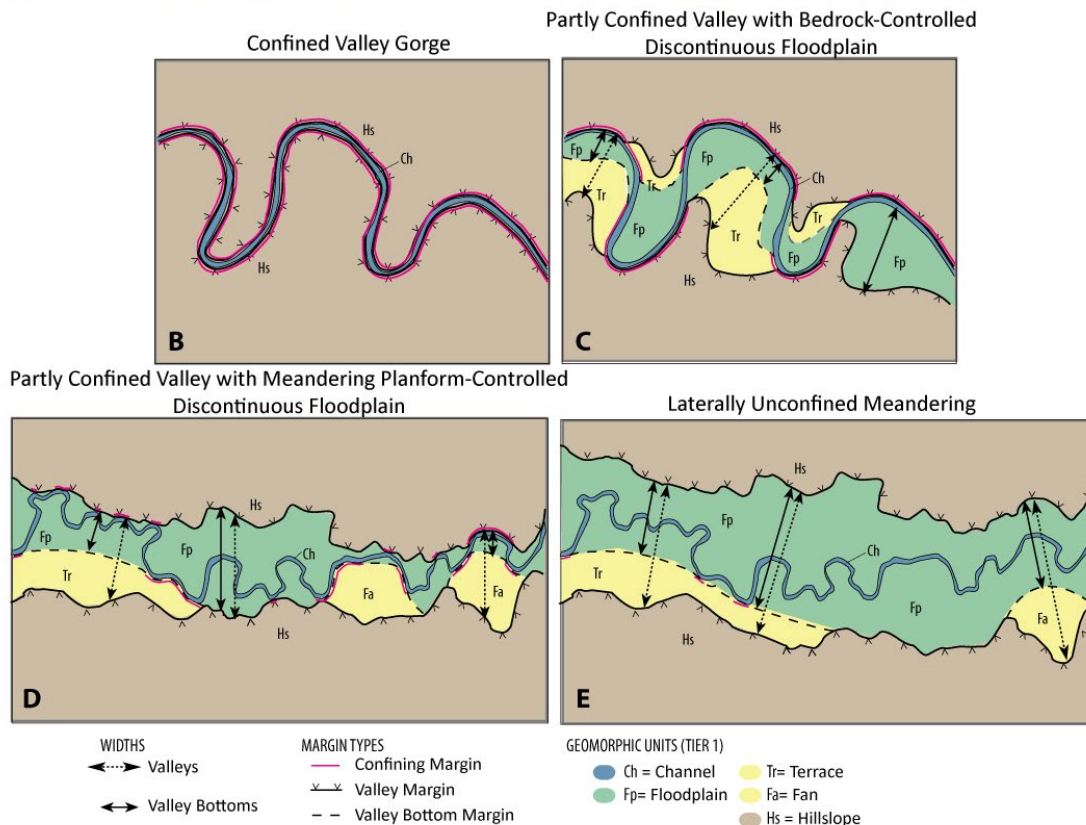 Confined Valley Gorge
Hs
Ch
Hs
B
Partly Confined Valley with Bedrock-Controlled
Discontinuous Floodplain
Hs
Fp
Fp
Ch
Tr
Tr
Tr
Fp
Tr
Fp
Fp
Hs
C
Partly Confined Valley with Meandering Planform-Controlled
Discontinuous Floodplain
Hs
Fp
Fp
Ch
Tr
Fa
Fa
Hs
D
Laterally Unconfined Meandering
Hs
Fp
Ch
Tr
Fp
Fa
Hs
E
WIDTHS
Valleys
Valley Bottoms
MARGIN TYPES
Confining Margin
Valley Margin
Valley Bottom Margin
GEOMORPHIC UNITS (TIER 1)
Ch = Channel
Fp= Floodplain
Tr= Terrace
Fa= Fan
Hs = Hillslope